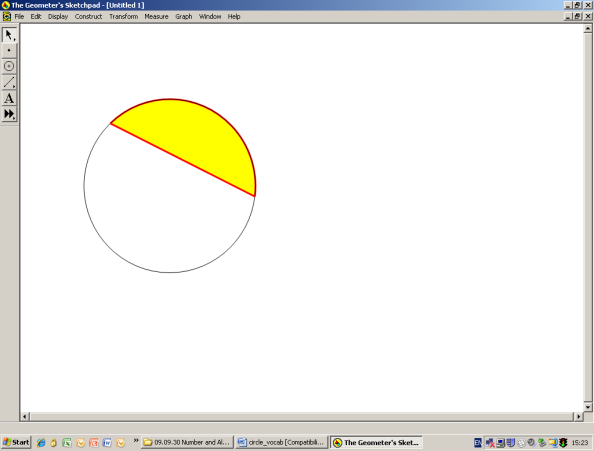 The Geometer's Sketchpad - [Untitled 1]
File Edit Display Construct Transform Measure Graph Window Help
A
Start
09.09-30 Number and Al...
circle_vocab [Compatibili...
The Geometer's Sket...
EN
15:23